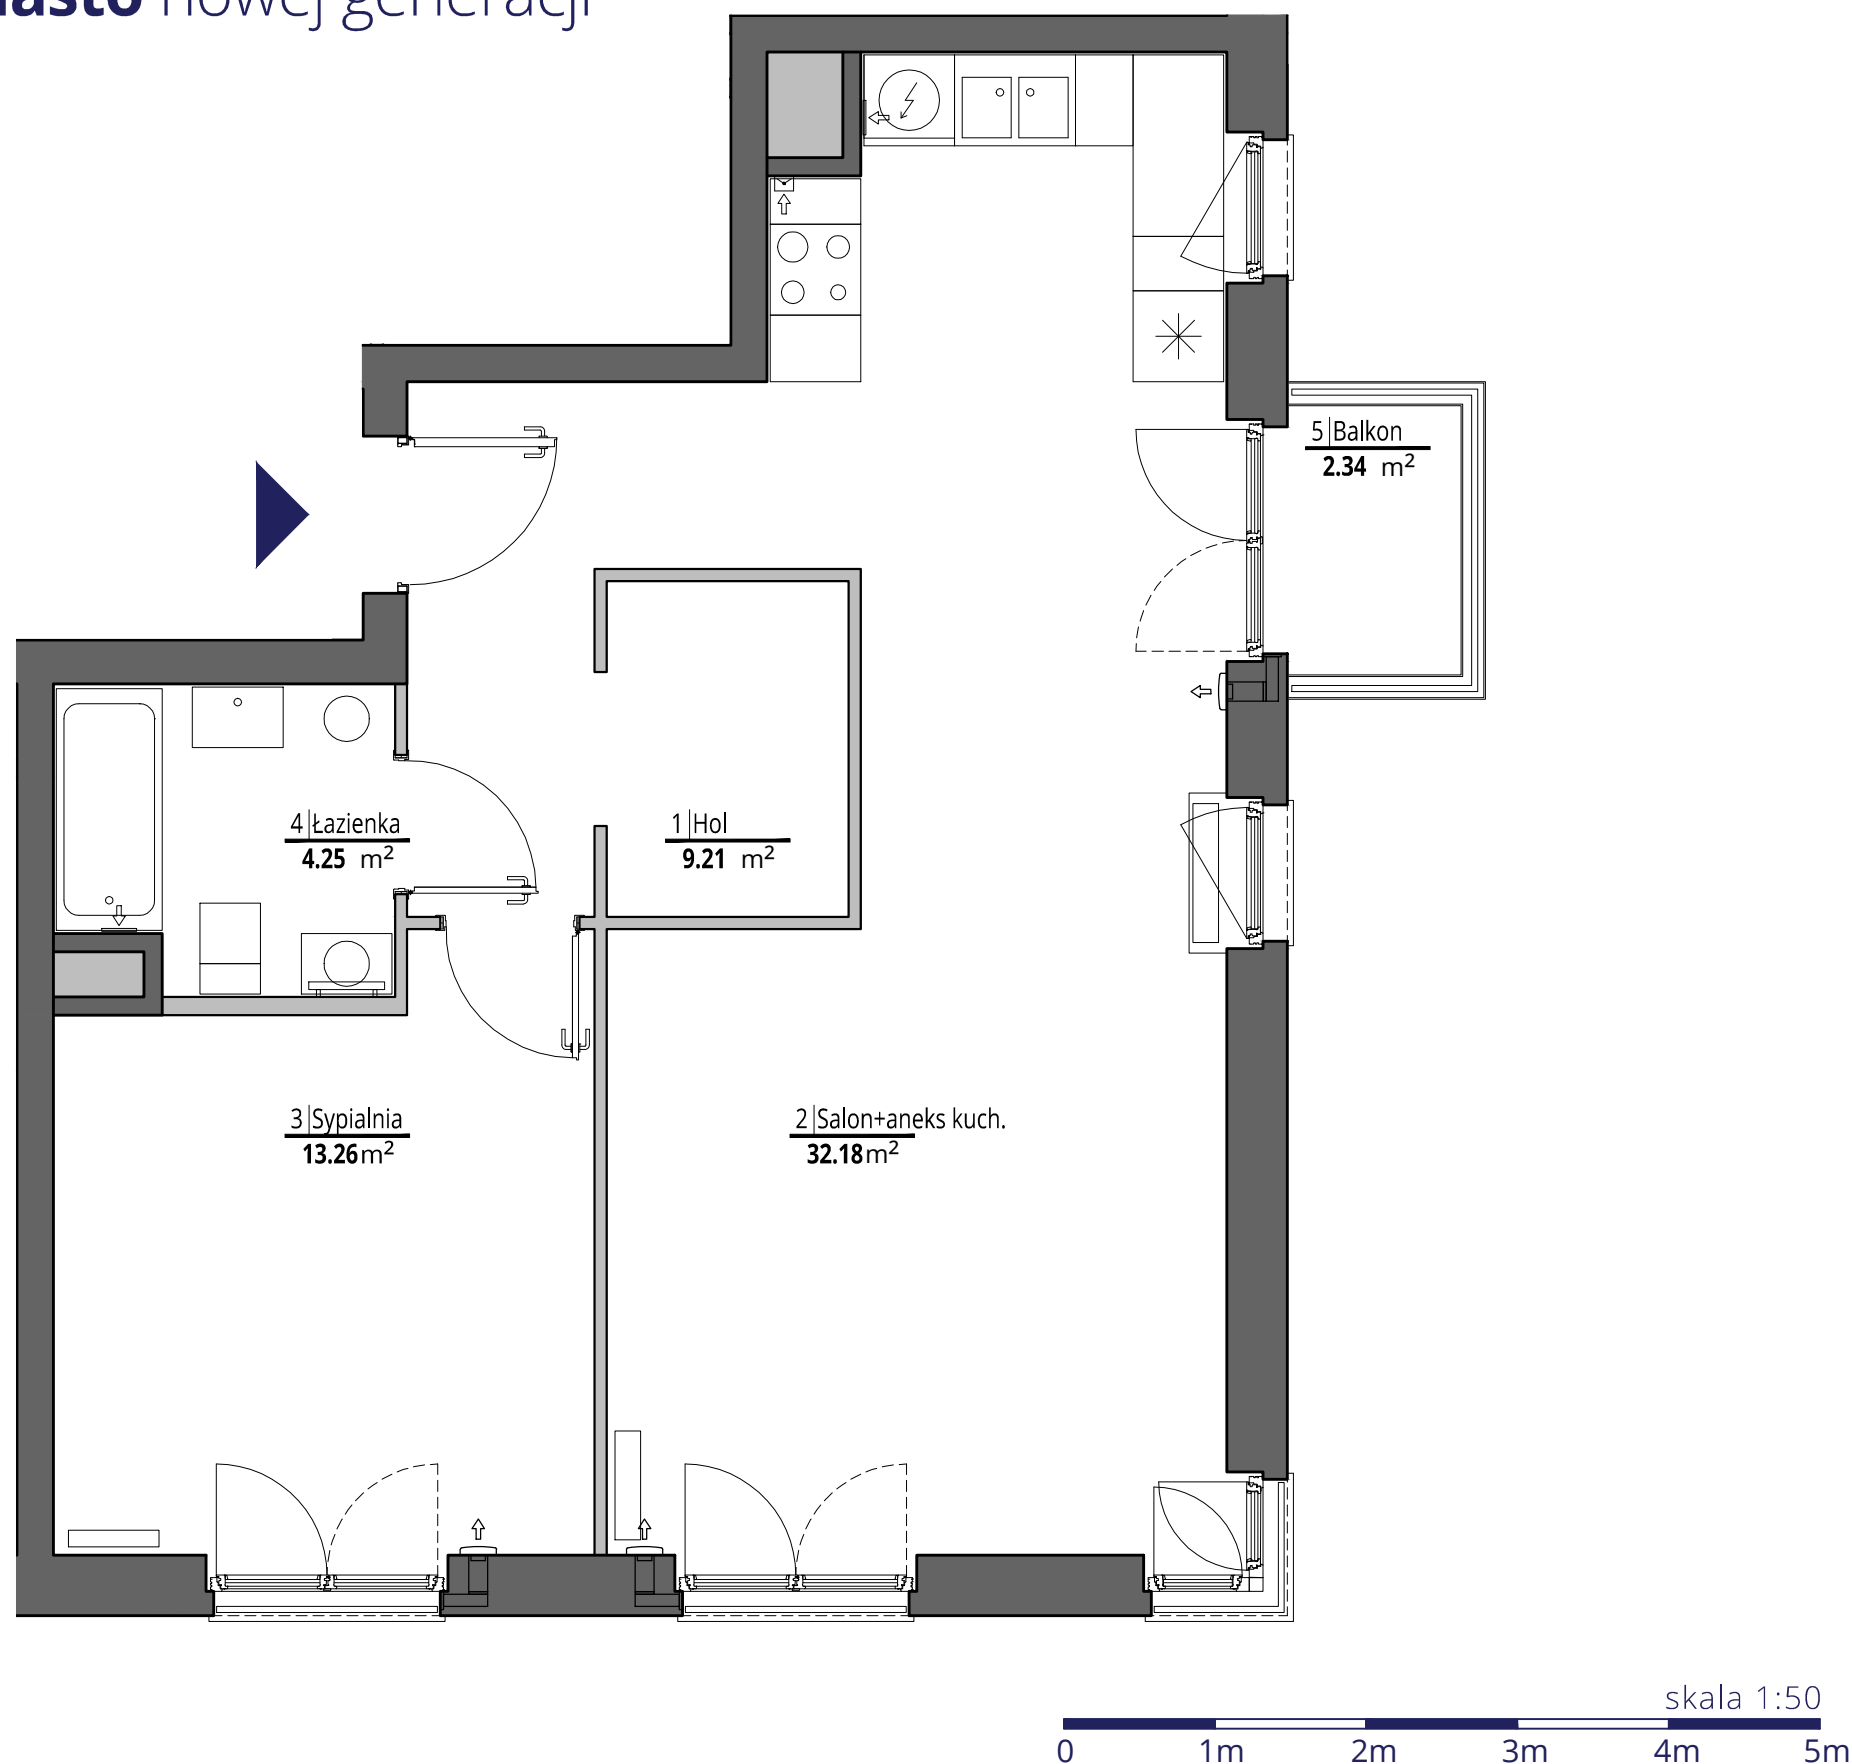 nowej generacji
5 Balkon
2.34 m²
4 Łazienka
4.25 m²
1 Hol
9.21 m²
3 Sypialnia
13.26 m²
2 Salon+aneks kuch.
32.18 m²
skala 1:50
0 1m 2m 3m 4m 5m